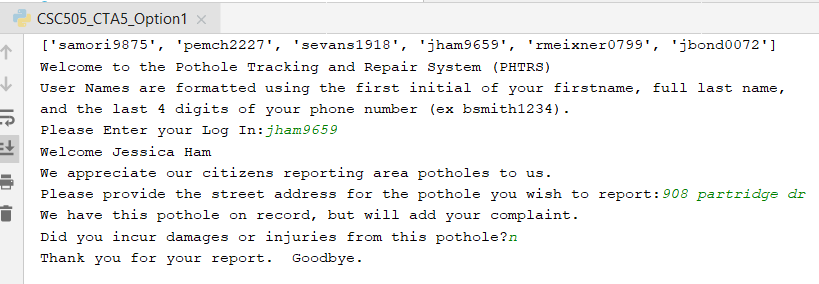 CSC505_CTA5_Option1
['samori9875', 'pemch2227', 'sevans1918', 'jham9659', 'rmeixner0799', 'jbond0072']
Welcome to the Pothole Tracking and Repair System (PHTRS)
User Names are formatted using the first initial of your firstname, full last name,
and the last 4 digits of your phone number (ex bsmith1234).
Please Enter your Log In:jham9659
Welcome Jessica Ham
We appreciate our citizens reporting area potholes to us.
Please provide the street address for the pothole you wish to report:908 partridge dr
We have this pothole on record, but will add your complaint.
Did you incur damages or injuries from this pothole?n
Thank you for your report.  Goodbye.